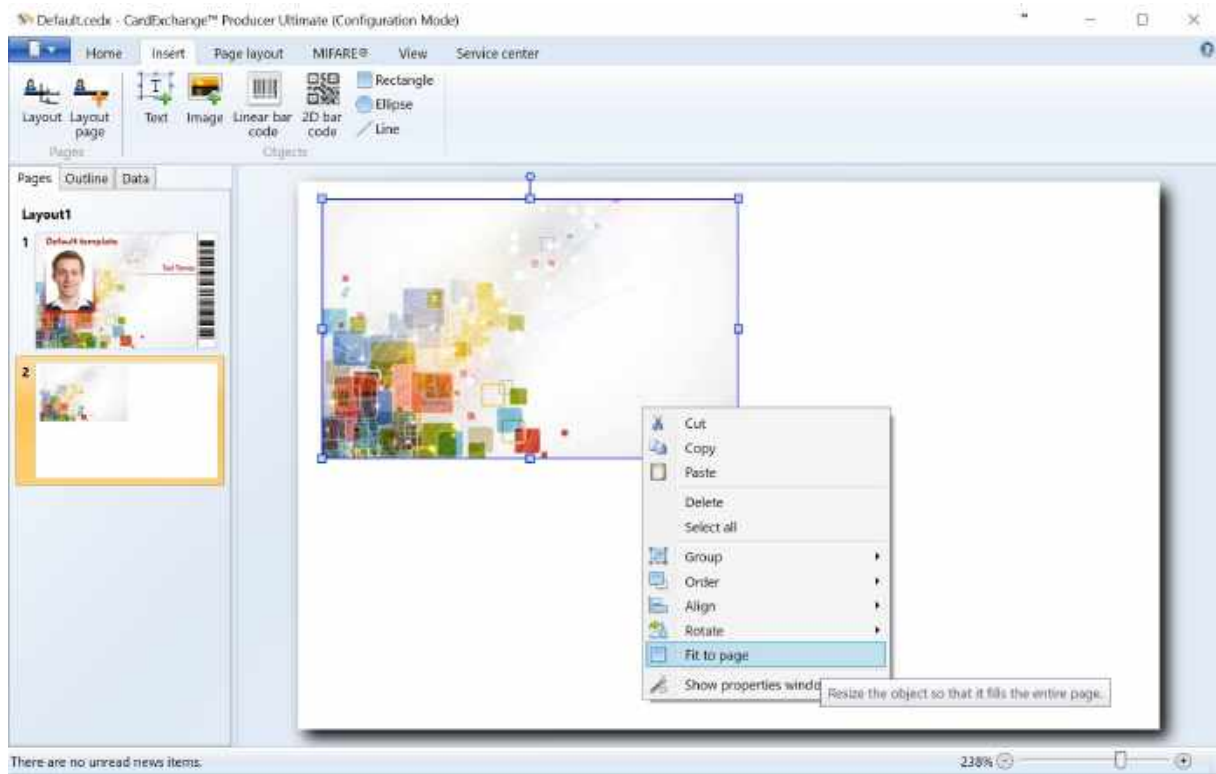 Default.cedx - CardExchange™ Producer Ultimate (Configuration Mode)
Home Insert Page layout MIFARE® View Service center
Layout Layout page Text Image Linear bar code 2D bar code Rectangle
Ellipse
Line
Pages Objects
Pages Outline Data
Layout1
1 Default template
2
Cut
Copy
Paste
Delete
Select all
Group
Order
Align
Rotate
Fit to page
Show properties windo
Resize the object so that it fills the entire page.
There are no unread news items.
238%